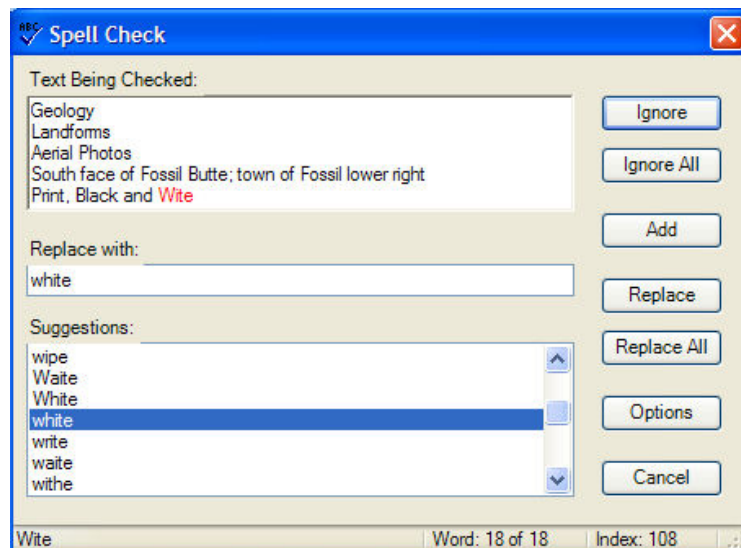 ABC Spell Check
Text Being Checked:
Geology
Landforms
Aerial Photos
South face of Fossil Butte; town of Fossil lower right
Print, Black and Wite
Replace with:
white
Suggestions:
wipe
Waite
White
white
write
waite
withe
Ignore
Ignore All
Add
Replace
Replace All
Options
Cancel
Wite Word: 18 of 18 Index: 108